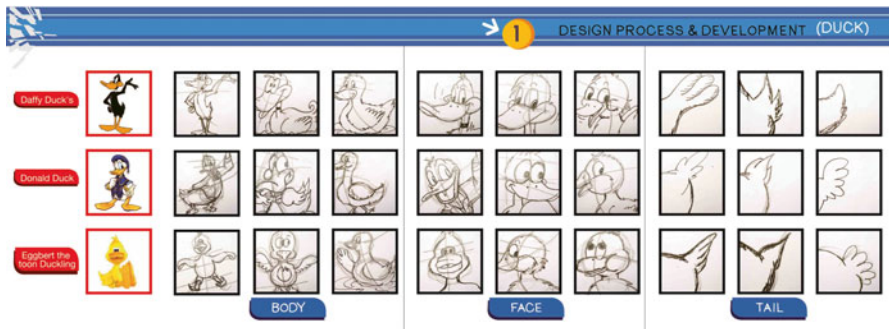 1
DESIGN PROCESS & DEVELOPMENT (DUCK)
Daffy Duck's
Donald Duck
Eggbert the
toon Duckling
BODY
FACE
TAIL